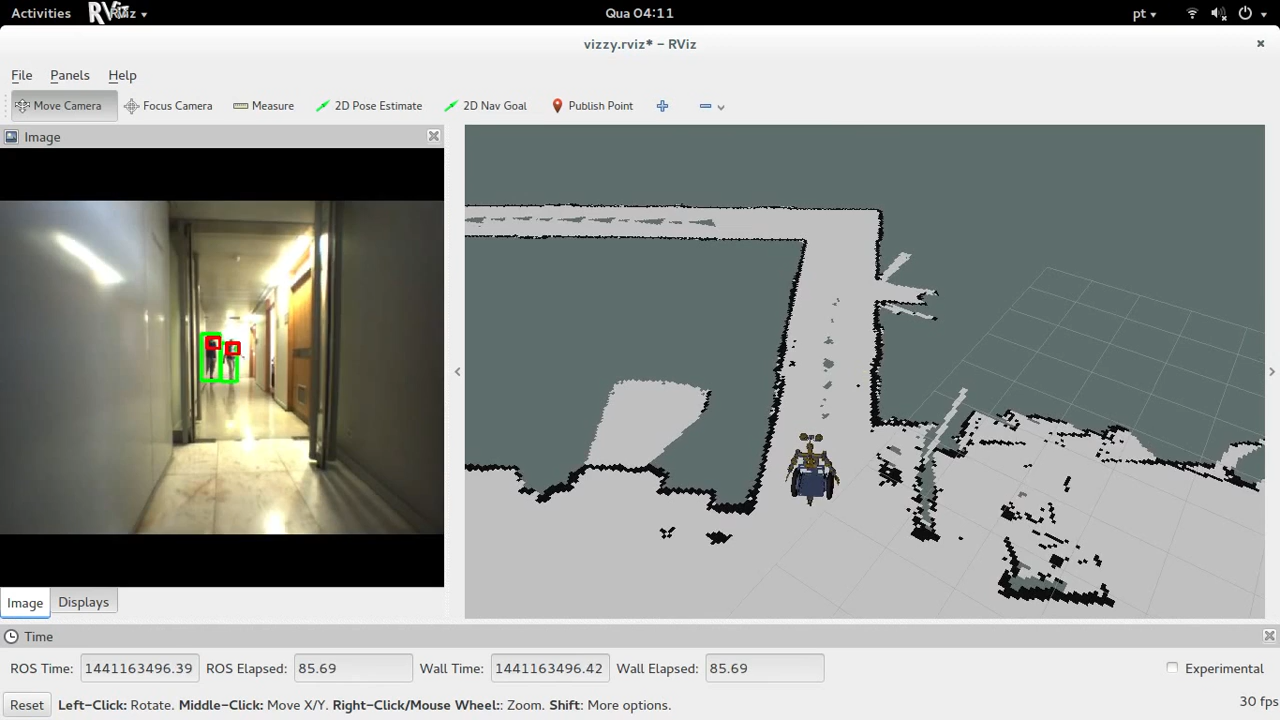 Activities RViz Qua 04:11 pt
vizzy.rviz* – RViz
File Panels Help
Move Camera Focus Camera Measure 2D Pose Estimate 2D Nav Goal Publish Point
Image
Image Displays
Time
ROS Time: 1441163496.39 ROS Elapsed: 85.69 Wall Time: 1441163496.42 Wall Elapsed: 85.69 Experimental
Reset Left-Click: Rotate. Middle-Click: Move X/Y. Right-Click/Mouse Wheel:: Zoom. Shift: More options. 30 fps